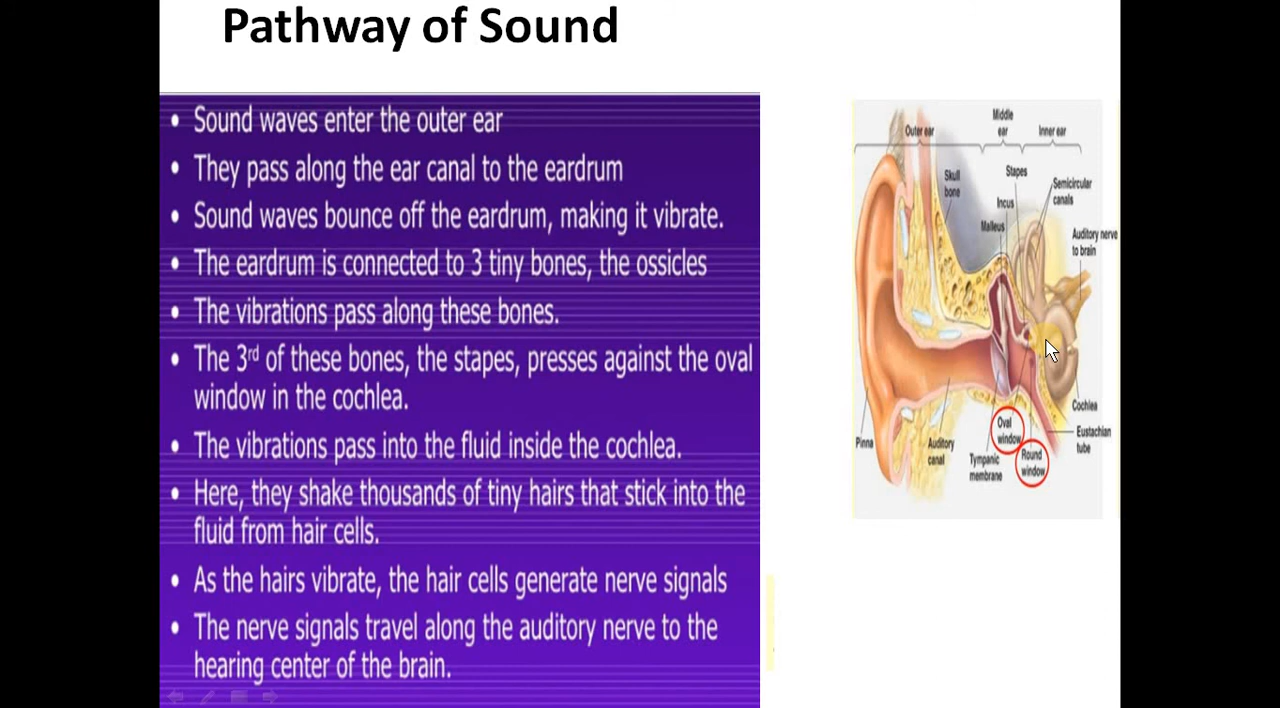 Pathway of Sound
• Sound waves enter the outer ear
• They pass along the ear canal to the eardrum
• Sound waves bounce off the eardrum, making it vibrate.
• The eardrum is connected to 3 tiny bones, the ossicles
• The vibrations pass along these bones.
• The 3rd of these bones, the stapes, presses against the oval
window in the cochlea.
• The vibrations pass into the fluid inside the cochlea.
• Here, they shake thousands of tiny hairs that stick into the
fluid from hair cells.
• As the hairs vibrate, the hair cells generate nerve signals
• The nerve signals travel along the auditory nerve to the
hearing center of the brain.
Outer ear
Middle
ear
Inner ear
Skull
bone
Stapes
Incus
Malleus
Semicircular
canals
Auditory nerve
to brain
Pinna
Auditory
canal
Tympanic
membrane
Oval
window
Round
window
Cochlea
Eustachian
tube